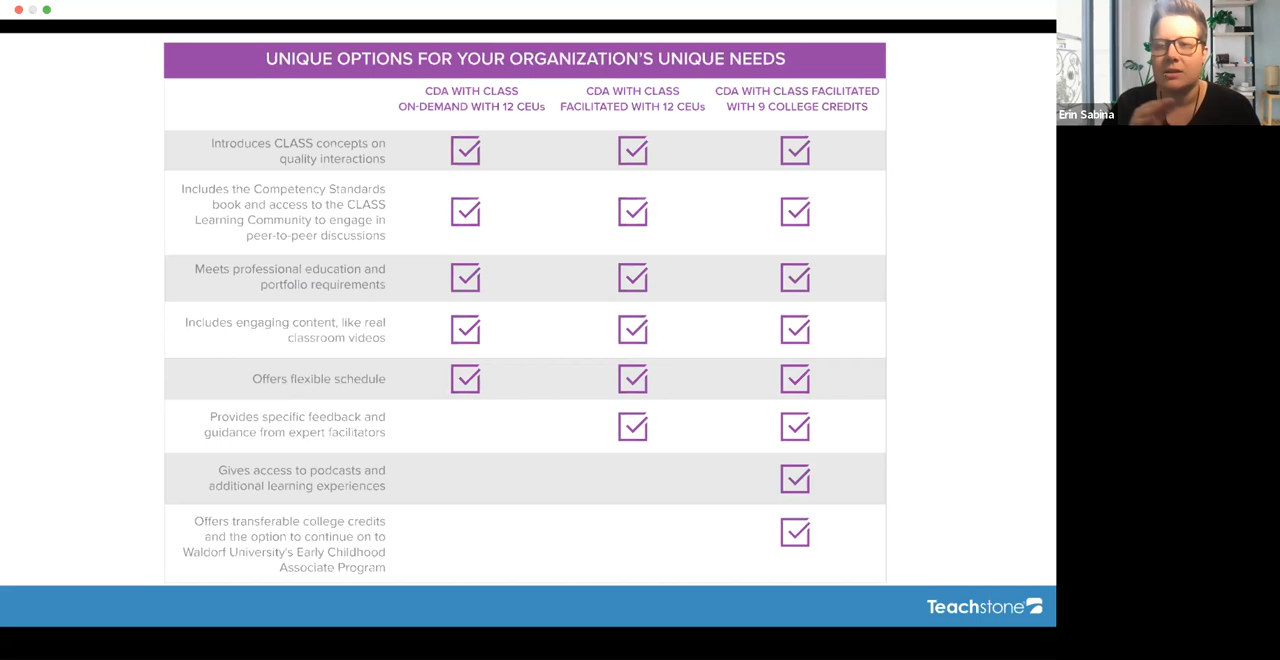 UNIQUE OPTIONS FOR YOUR ORGANIZATION'S UNIQUE NEEDS
CDA WITH CLASS
ON-DEMAND WITH 12 CEUs
CDA WITH CLASS
FACILITATED WITH 12 CEUs
CDA WITH CLASS FACILITATED
WITH 9 COLLEGE CREDITS
Introduces CLASS concepts on
quality interactions
Includes the Competency Standards
book and access to the CLASS
Learning Community to engage in
peer-to-peer discussions
Meets professional education and
portfolio requirements
Includes engaging content, like real
classroom videos
Offers flexible schedule
Provides specific feedback and
guidance from expert facilitators
Gives access to podcasts and
additional learning experiences
Offers transferable college credits
and the option to continue on to
Waldorf University's Early Childhood
Associate Program
Teachstone
Erin Sabina